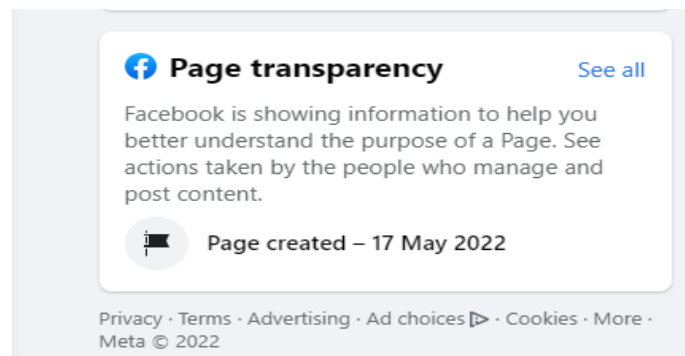 Page transparency See all
Facebook is showing information to help you
better understand the purpose of a Page. See
actions taken by the people who manage and
post content.
Page created – 17 May 2022
Privacy · Terms · Advertising · Ad choices · Cookies · More ·
Meta © 2022